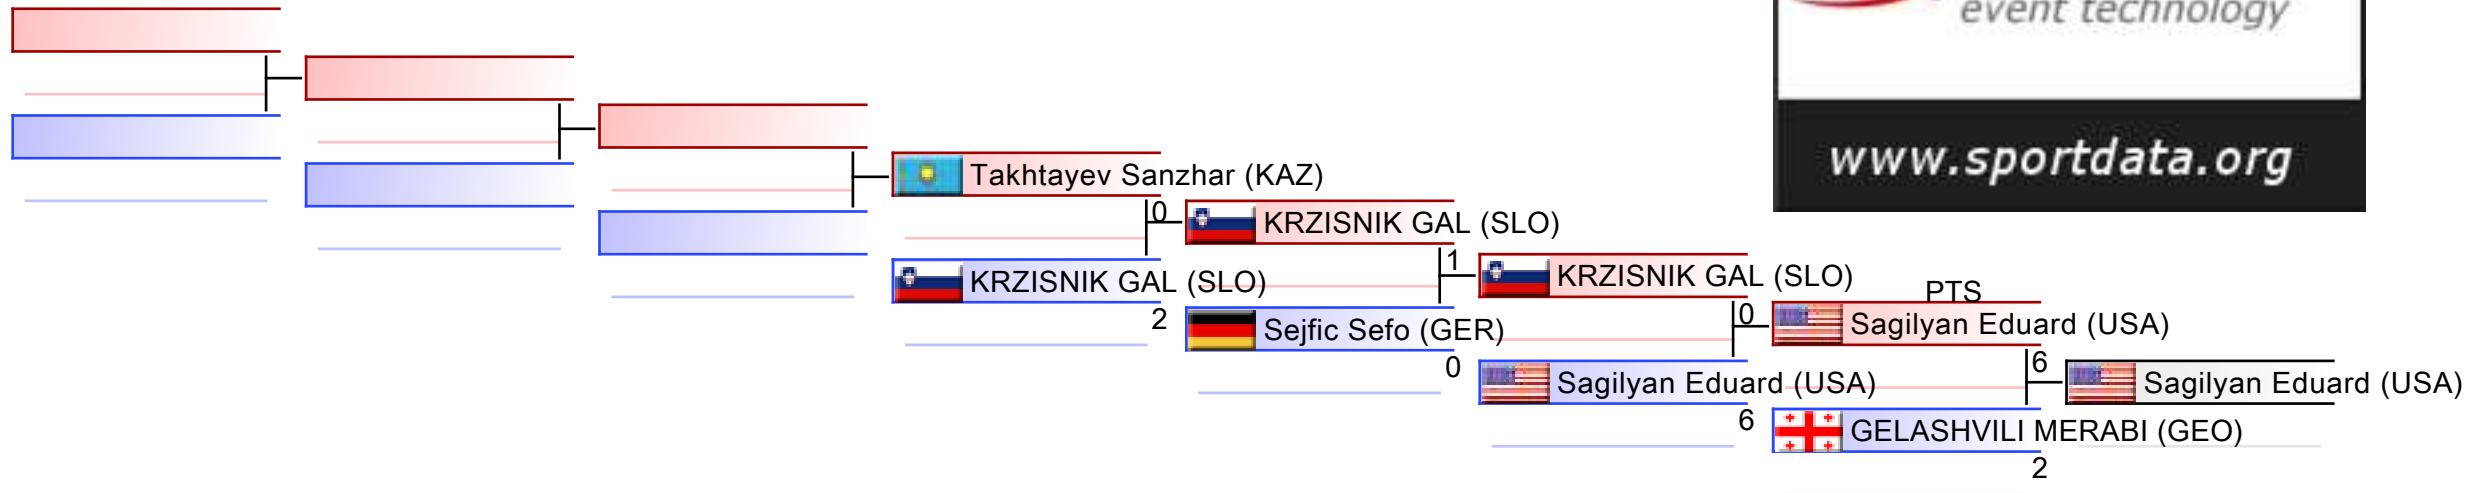 event technology
www.sportdata.org
Takhtayev Sanzhar (KAZ)
0
KRZISNIK GAL (SLO)
2
KRZISNIK GAL (SLO)
1
Sejfic Sefo (GER)
0
KRZISNIK GAL (SLO)
0
Sagilyan Eduard (USA)
6
PTS
Sagilyan Eduard (USA)
6
GELASHVILI MERABI (GEO)
2
Sagilyan Eduard (USA)